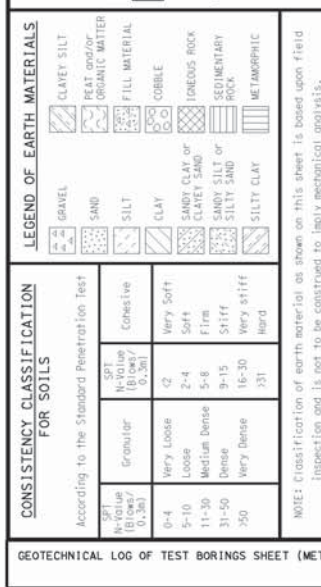 LEGEND OF EARTH MATERIALS
GRAVEL
SAND
SILT
CLAY
SANDY CLAY or
CLAYEY SAND
SANDY SILT or
SILTY SAND
SILTY CLAY
CLAYEY SILT
PEAT and/or
ORGANIC MATTER
FILL MATERIAL
COBBLE
IGNEOUS ROCK
SEDIMENTARY
ROCK
METAMORPHIC
CONSISTENCY CLASSIFICATION
FOR SOILS
According to the Standard Penetration Test
SPT
N-Value
(Blows/
0.3m)
Granular
SPT
N-Value
(Blows/
0.3m)
Cohesive
0-4 Very Loose <2 Very Soft
5-10 Loose 2-4 Soft
11-30 Medium Dense 5-8 Firm
31-50 Dense 9-15 Stiff
>50 Very Dense 16-30 Very stiff
>31 Hard
NOTE: Classification of earth material as shown on this sheet is based upon field
inspection and is not to be construed to imply mechanical analysis.
GEOTECHNICAL LOG OF TEST BORINGS SHEET (MET